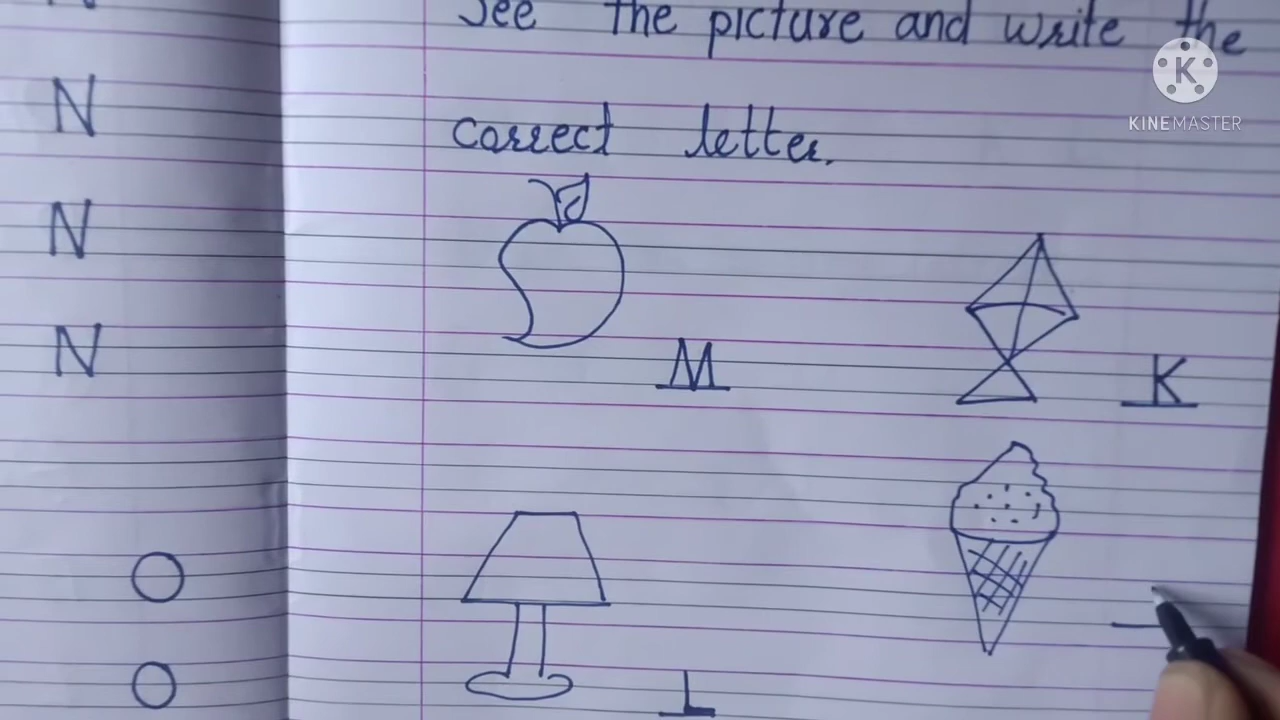 See the picture and write the
K
KINEMASTER
N
correct letter.
N
N
M
K
O
O
L